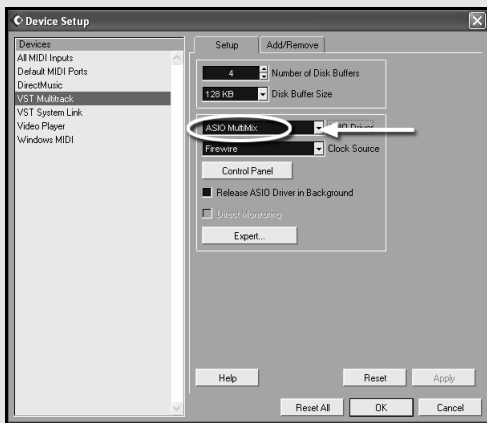 Device Setup
Devices
All MIDI Inputs
Default MIDI Ports
DirectMusic
VST Multitrack
VST System Link
Video Player
Windows MIDI
Setup
Add/Remove
4 Number of Disk Buffers
128 KB Disk Buffer Size
ASIO MultiMix Driver
Firewire Clock Source
Control Panel
Release ASIO Driver in Background
Direct Monitoring
Expert...
Help
Reset
Apply
Reset All
OK
Cancel